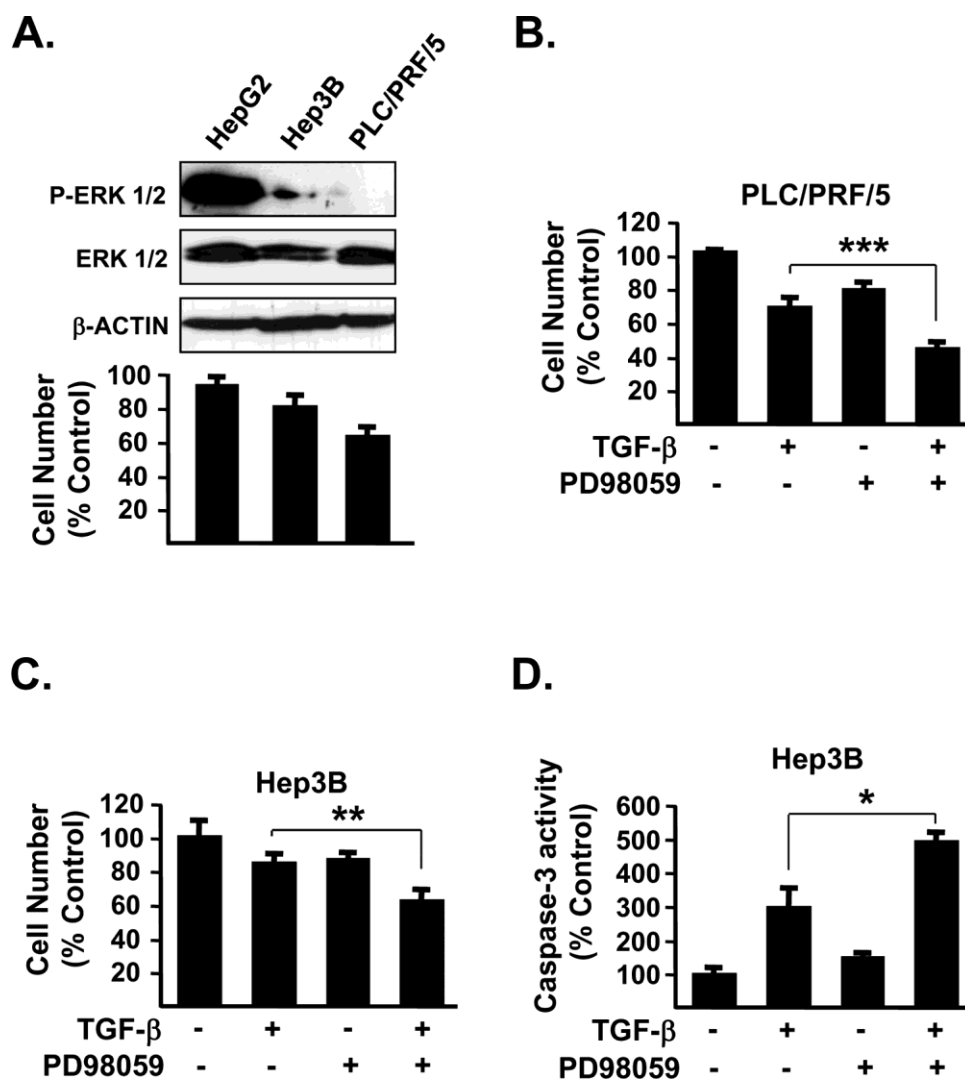 A.
HepG2
Hep3B
PLC/PRF/5
P-ERK 1/2
ERK 1/2
β-ACTIN
Cell Number
(% Control)
100
80
60
40
20
B.
PLC/PRF/5
Cell Number
(% Control)
120
100
80
60
40
20
***
TGF-β - + - +
PD98059 - - + +
C.
Hep3B
Cell Number
(% Control)
120
100
80
60
40
20
**
TGF-β - + - +
PD98059 - - + +
D.
Hep3B
Caspase-3 activity
(% Control)
600
500
400
300
200
100
*
TGF-β - + - +
PD98059 - - + +